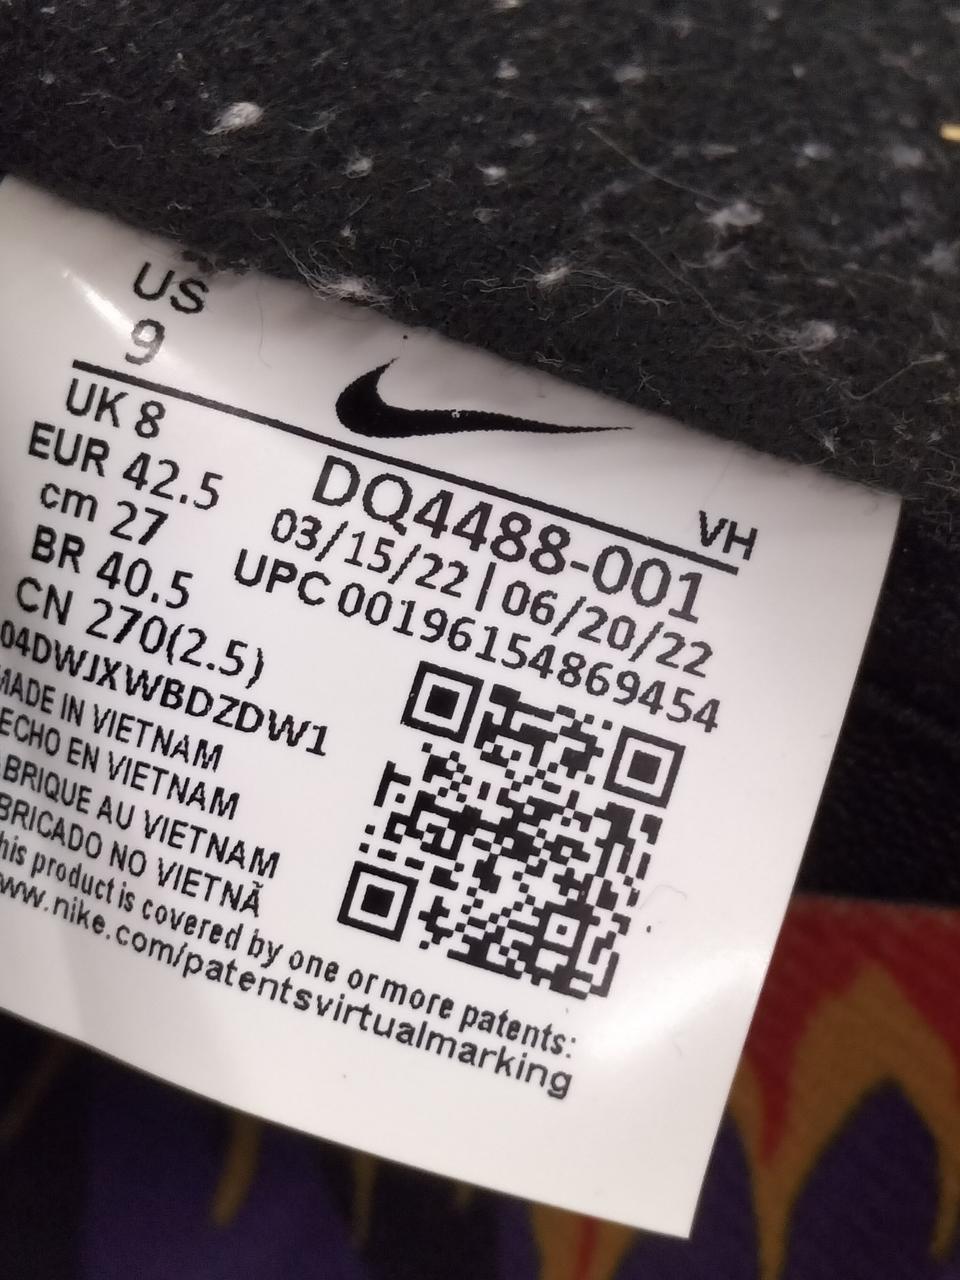 US
9
VH
UK 8
EUR 42.5
cm 27
BR 40.5
CN 270(2.5)
DQ4488-001
03/15/22 | 06/20/22
UPC 00196154869454
04DWJXWBDZDW1
MADE IN VIETNAM
ECHO EN VIETNAM
ABRIQUE AU VIETNAM
BRICADO NO VIETNÃ
his product is covered by one or more patents:
www.nike.com/patentsvirtualmarking